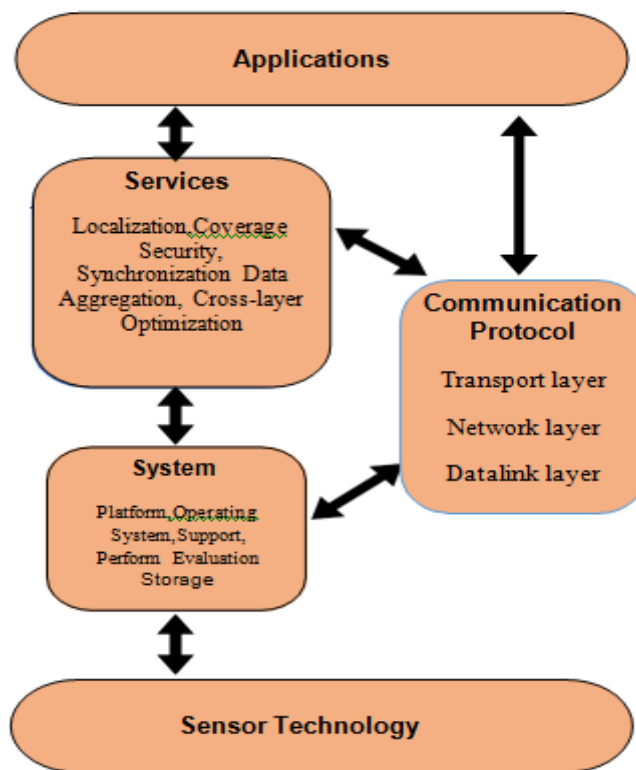 Applications
Services
Localization,Coverage
Security,
Synchronization Data
Aggregation, Cross-layer
Optimization
Communication
Protocol
Transport layer
Network layer
Datalink layer
System
Platform,Operating
System,Support,
Perform Evaluation
Storage
Sensor Technology